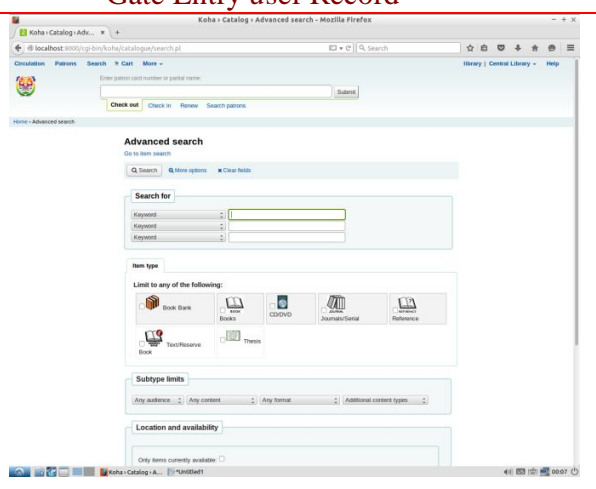 Gate Entry user Record
Koha › Catalog › Advanced search - Mozilla Firefox
Koha › Catalog › Adv... × +
localhost:8000/cgi-bin/koha/catalogue/search.pl Search
Circulation Patrons Search Cart More library | Central Library Help
Enter patron card number or partial name:
Submit
Check out Check in Renew Search patrons
Home › Advanced search
Advanced search
Go to item search
Search More options Clear fields
Search for
Keyword
Keyword
Keyword
Item type
Limit to any of the following:
Book Bank Books CD/DVD Journals/Serial Reference
Text/Reserve Book Thesis
Subtype limits
Any audience Any content Any format Additional content types
Location and availability
Only items currently available
Koha › Catalog › A... *Untitled1 00:07